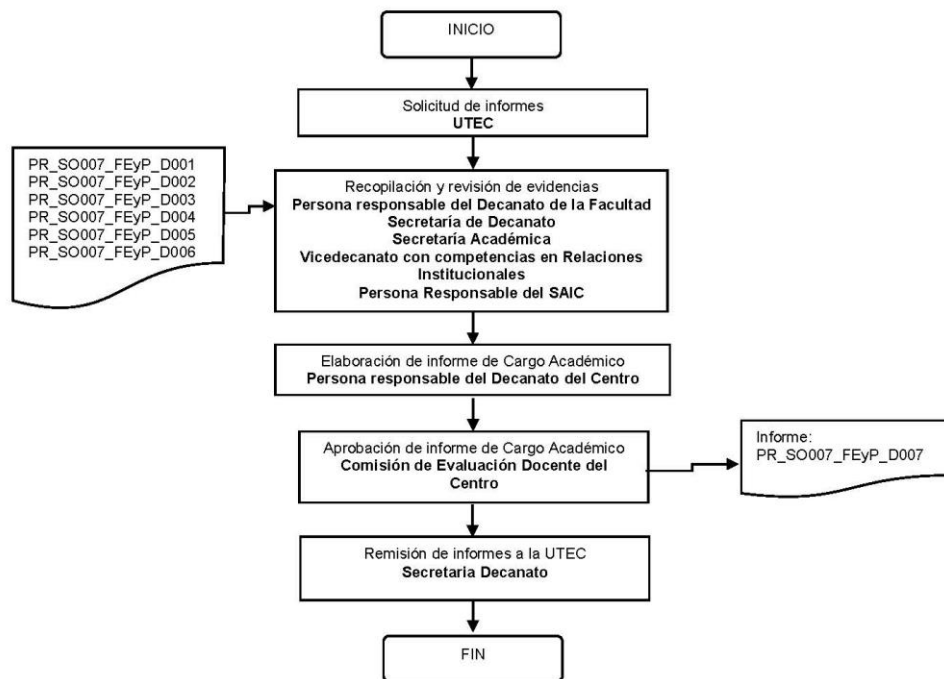 INICIO
Solicitud de informes
UTEC
PR_SO007_FEyP_D001
PR_SO007_FEyP_D002
PR_SO007_FEyP_D003
PR_SO007_FEyP_D004
PR_SO007_FEyP_D005
PR_SO007_FEyP_D006
Recopilación y revisión de evidencias
Persona responsable del Decanato de la Facultad
Secretaría de Decanato
Secretaría Académica
Vicedecanato con competencias en Relaciones
Institucionales
Persona Responsable del SAIC
Elaboración de informe de Cargo Académico
Persona responsable del Decanato del Centro
Aprobación de informe de Cargo Académico
Comisión de Evaluación Docente del
Centro
Informe:
PR_SO007_FEyP_D007
Remisión de informes a la UTEC
Secretaria Decanato
FIN